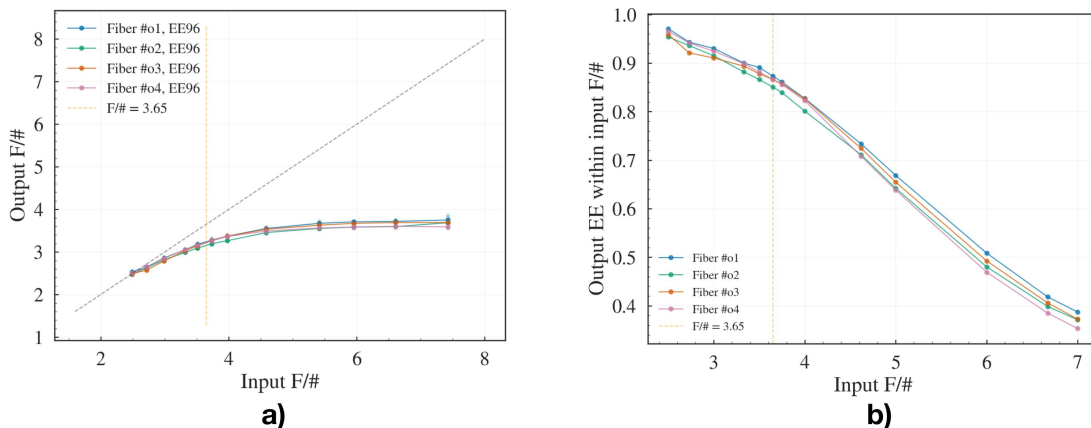 8
7
6
5
4
3
2
1
Output F/#
Fiber #o1, EE96
Fiber #o2, EE96
Fiber #o3, EE96
Fiber #o4, EE96
F/# = 3.65
2
4
6
8
Input F/#
a)
1.0
0.9
0.8
0.7
0.6
0.5
0.4
Output EE within input F/#
Fiber #o1
Fiber #o2
Fiber #o3
Fiber #o4
F/# = 3.65
3
4
5
6
7
Input F/#
b)